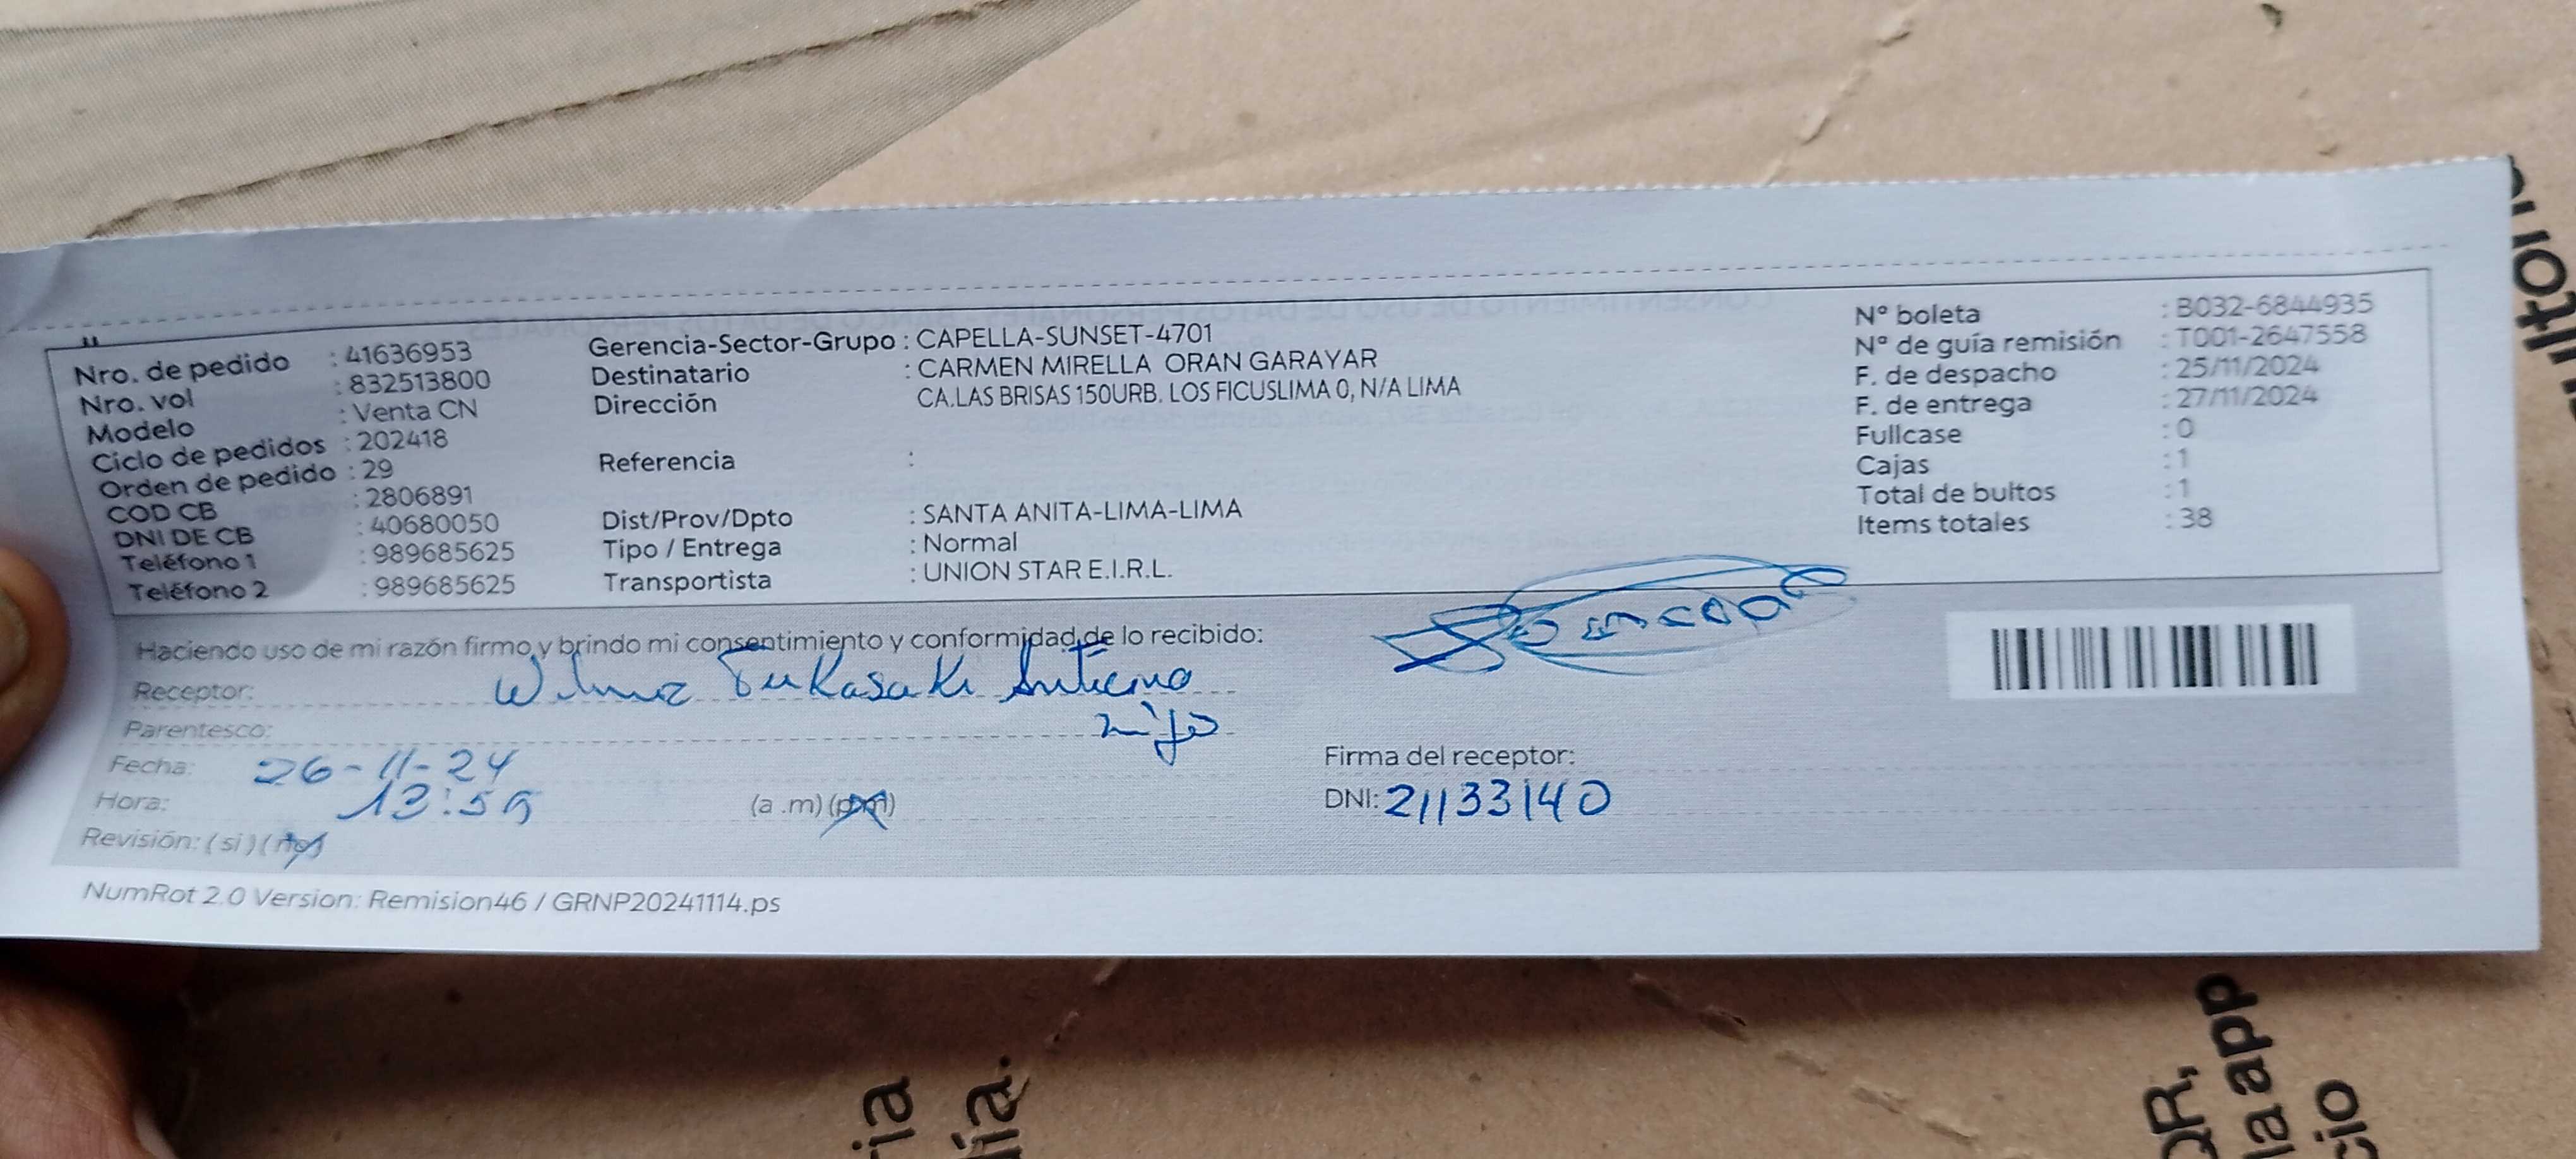 Nro. de pedido : 41636953
Nro. vol : 832513800
Modelo : Venta CN
Ciclo de pedidos : 202418
Orden de pedido : 29
COD CB : 2806891
DNI DE CB : 40680050
Teléfono 1 : 989685625
Teléfono 2 : 989685625
Gerencia-Sector-Grupo : CAPELLA-SUNSET-4701
Destinatario : CARMEN MIRELLA ORAN GARAYAR
Dirección CA.LAS BRISAS 150URB. LOS FICUSLIMA 0, N/A LIMA
Referencia :
Dist/Prov/Dpto : SANTA ANITA-LIMA-LIMA
Tipo / Entrega : Normal
Transportista : UNION STAR E.I.R.L.
N° boleta : B032-6844935
N° de guía remisión : T001-2647558
F. de despacho : 25/11/2024
F. de entrega : 27/11/2024
Fullcase : 0
Cajas : 1
Total de bultos : 1
Items totales : 38
Haciendo uso de mi razón firmo y brindo mi consentimiento y conformidad de lo recibido:
Receptor:
Parentesco:
Fecha: 26-11-24
Hora: 13:55 (a .m) (p.m)
Revisión: ( si ) ( no )
Firma del receptor:
DNI: 21133140
NumRot 2.0 Version: Remision46 / GRNP20241114.ps
la app